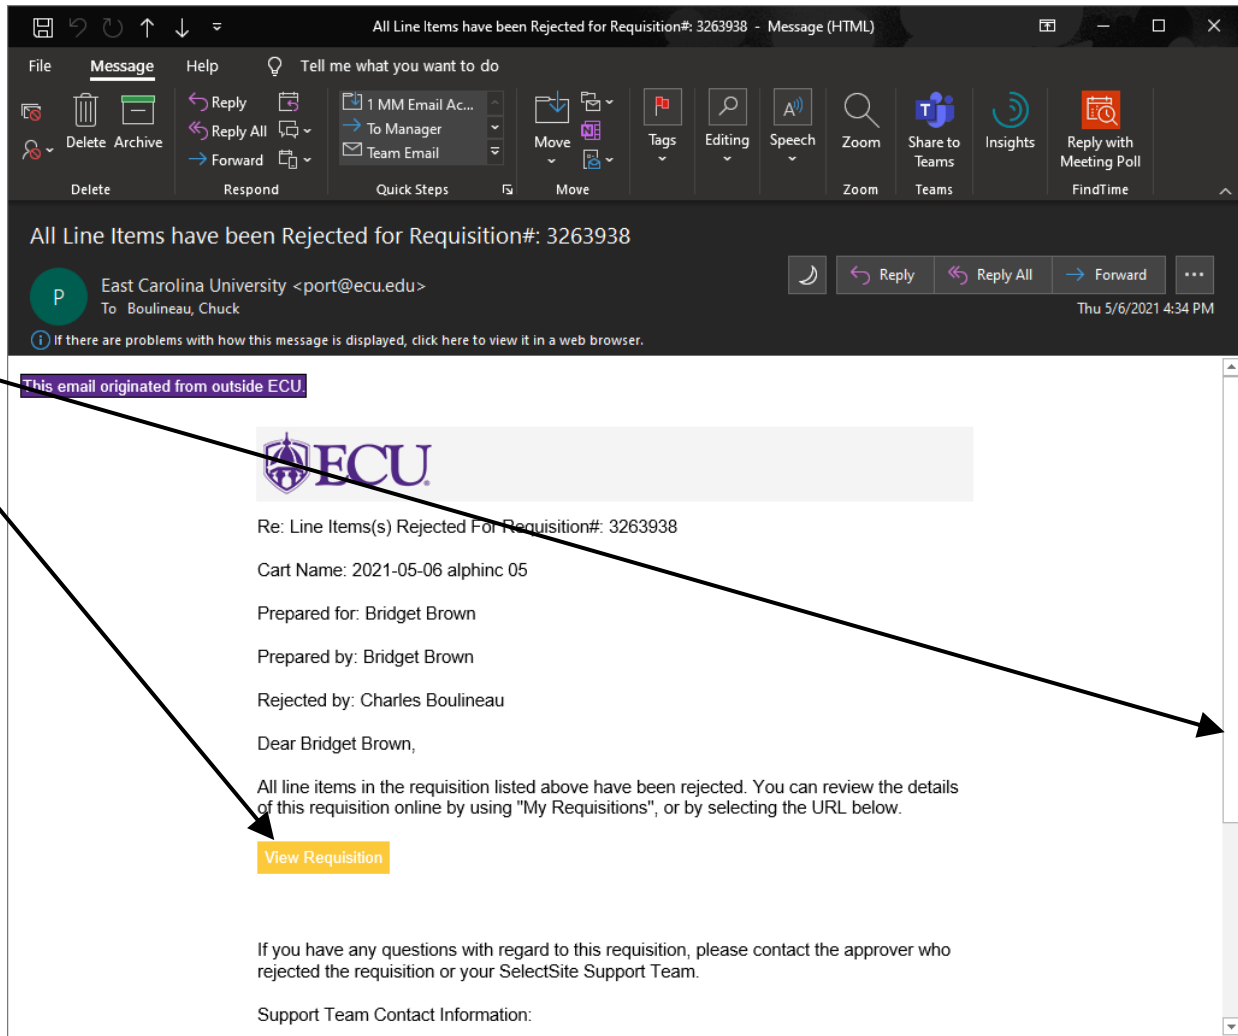 All Line Items have been Rejected for Requisition#: 3263938 - Message (HTML)
File Message Help Tell me what you want to do
Delete Archive
Reply
Reply All
Forward
1 MM Email Ac...
To Manager
Team Email
Move
Tags
Editing
Speech
Zoom
Share to Teams
Insights
Reply with Meeting Poll
Delete Respond Quick Steps Move Zoom Teams FindTime
All Line Items have been Rejected for Requisition#: 3263938
P
East Carolina University <port@ecu.edu>
To Boulineau, Chuck
Reply Reply All Forward
Thu 5/6/2021 4:34 PM
If there are problems with how this message is displayed, click here to view it in a web browser.
This email originated from outside ECU.
ECU
Re: Line Items(s) Rejected For Requisition#: 3263938
Cart Name: 2021-05-06 alphinc 05
Prepared for: Bridget Brown
Prepared by: Bridget Brown
Rejected by: Charles Boulineau
Dear Bridget Brown,
All line items in the requisition listed above have been rejected. You can review the details
of this requisition online by using "My Requisitions", or by selecting the URL below.
View Requisition
If you have any questions with regard to this requisition, please contact the approver who
rejected the requisition or your SelectSite Support Team.
Support Team Contact Information: